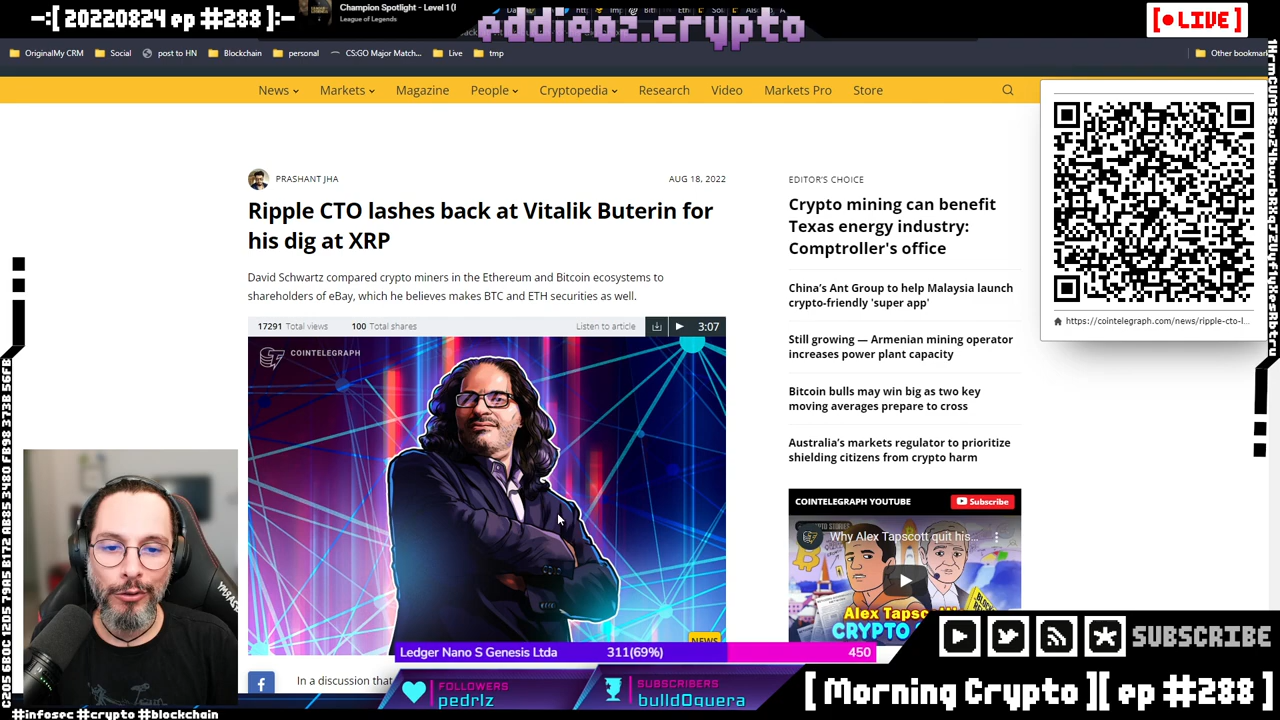 -:[ 20220824 ep #288 ]:-
Champion Spotlight - Level 1 (
League of Legends
eddieoz.crypto
[•LIVE]
OriginalMy CRM
Social
post to HN
Blockchain
personal
CS:GO Major Match...
Live
tmp
Other bookmar
News
Markets
Magazine
People
Cryptopedia
Research
Video
Markets Pro
Store
PRASHANT JHA
AUG 18, 2022
Ripple CTO lashes back at Vitalik Buterin for
his dig at XRP
David Schwartz compared crypto miners in the Ethereum and Bitcoin ecosystems to
shareholders of eBay, which he believes makes BTC and ETH securities as well.
17291 Total views
100 Total shares
Listen to article
3:07
COINTELEGRAPH
NEWS
In a discussion that
EDITOR'S CHOICE
Crypto mining can benefit
Texas energy industry:
Comptroller's office
China's Ant Group to help Malaysia launch
crypto-friendly 'super app'
Still growing — Armenian mining operator
increases power plant capacity
Bitcoin bulls may win big as two key
moving averages prepare to cross
Australia's markets regulator to prioritize
shielding citizens from crypto harm
COINTELEGRAPH YOUTUBE
Subscribe
Why Alex Tapscott quit his...
Alex Tapsc
CRYPTO
https://cointelegraph.com/news/ripple-cto-l...
Ledger Nano S Genesis Ltda
311(69%)
450
FOLLOWERS
pedrlz
SUBSCRIBERS
bulld0guera
SUBSCRIBE
[ Morning Crypto ][ ep #288 ]
#infosec #crypto #blockchain